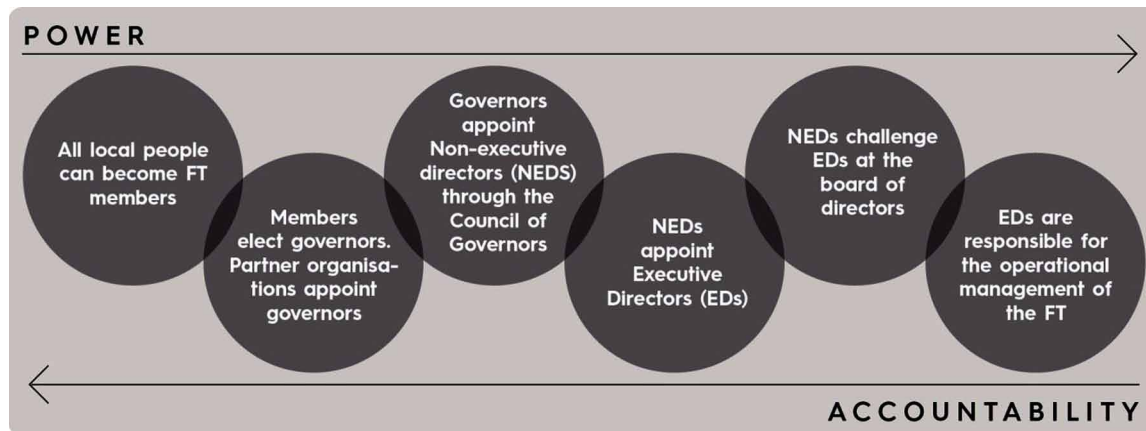 POWER
All local people
can become FT
members
Members
elect governors.
Partner organisa-
tions appoint
governors
Governors
appoint
Non-executive
directors (NEDS)
through the
Council of
Governors
NEDs
appoint
Executive
Directors (EDs)
NEDs challenge
EDs at the
board of
directors
EDs are
responsible for
the operational
management of
the FT
ACCOUNTABILITY